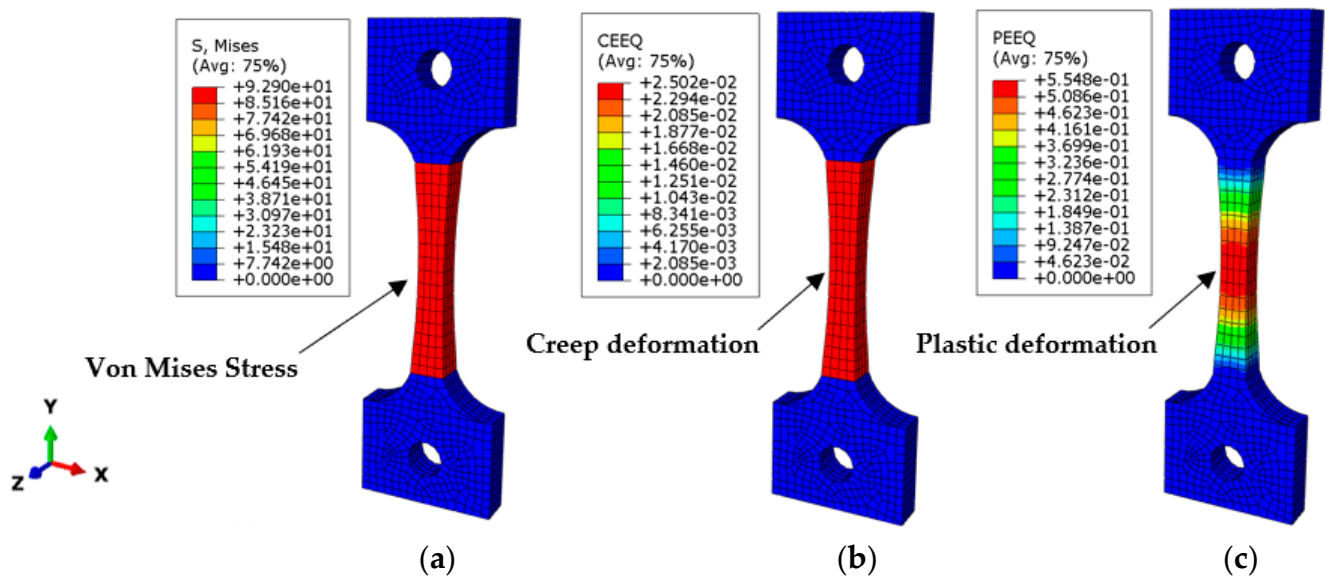 S, Mises
(Avg: 75%)
+9.290e+01
+8.516e+01
+7.742e+01
+6.968e+01
+6.193e+01
+5.419e+01
+4.645e+01
+3.871e+01
+3.097e+01
+2.323e+01
+1.548e+01
+7.742e+00
+0.000e+00
Von Mises Stress
CEEQ
(Avg: 75%)
+2.502e-02
+2.294e-02
+2.085e-02
+1.877e-02
+1.668e-02
+1.460e-02
+1.251e-02
+1.043e-02
+8.341e-03
+6.255e-03
+4.170e-03
+2.085e-03
+0.000e+00
Creep deformation
PEEQ
(Avg: 75%)
+5.548e-01
+5.086e-01
+4.623e-01
+4.161e-01
+3.699e-01
+3.236e-01
+2.774e-01
+2.312e-01
+1.849e-01
+1.387e-01
+9.247e-02
+4.623e-02
+0.000e+00
Plastic deformation
Y
Z
X
(a)
(b)
(c)